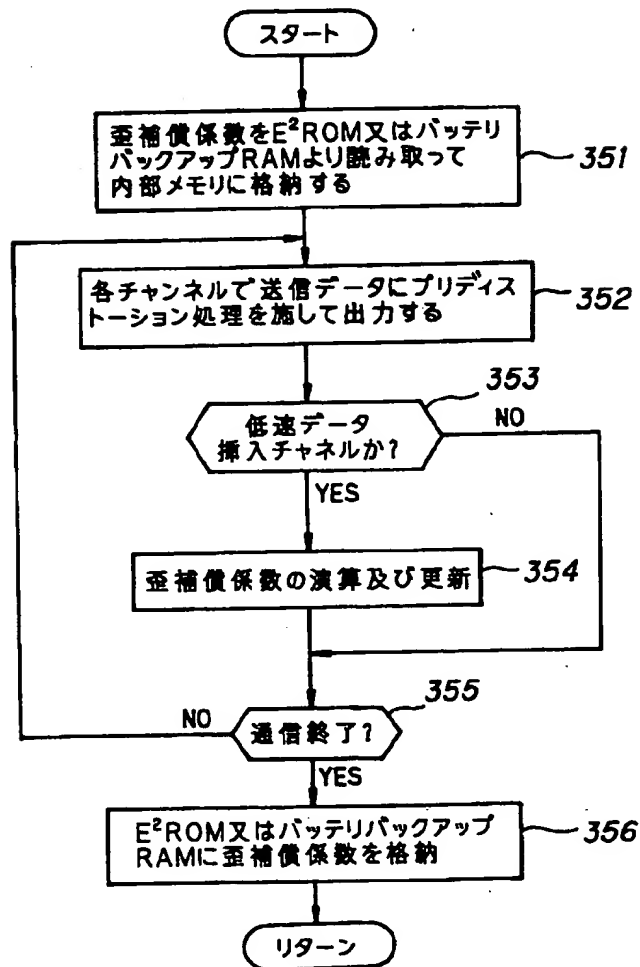 スタート
歪補償係数をE²ROM又はバッテリ
バックアップRAMより読み取って
内部メモリに格納する
351
各チャンネルで送信データにプリディス
トーション処理を施して出力する
352
353
低速データ
挿入チャネルか?
NO
YES
歪補償係数の演算及び更新
354
355
NO
通信終了?
YES
E²ROM又はバッテリバックアップ
RAMに歪補償係数を格納
356
リターン